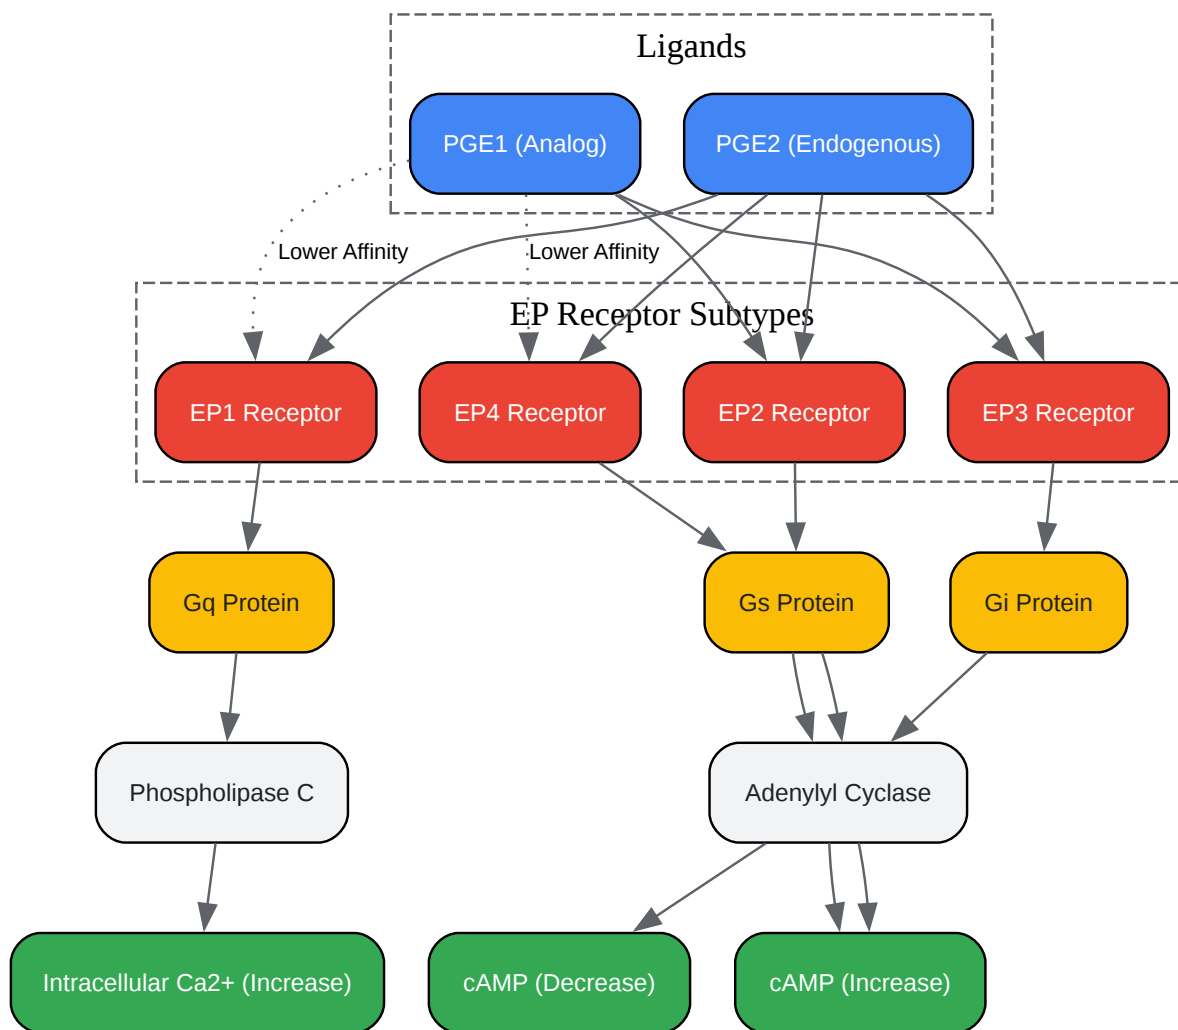 Ligands
PGE1 (Analog)
PGE2 (Endogenous)
Lower Affinity
Lower Affinity
EP Receptor Subtypes
EP1 Receptor
EP4 Receptor
EP2 Receptor
EP3 Receptor
Gq Protein
Gs Protein
Gi Protein
Phospholipase C
Adenylyl Cyclase
Intracellular Ca2+ (Increase)
cAMP (Decrease)
cAMP (Increase)